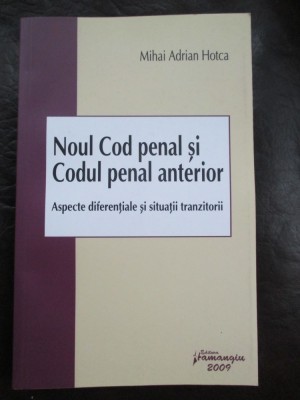 Mihai Adrian Hotca
Noul Cod penal și
Codul penal anterior
Aspecte diferențiale și situații tranzitorii
Editura
Hamangiu
2009